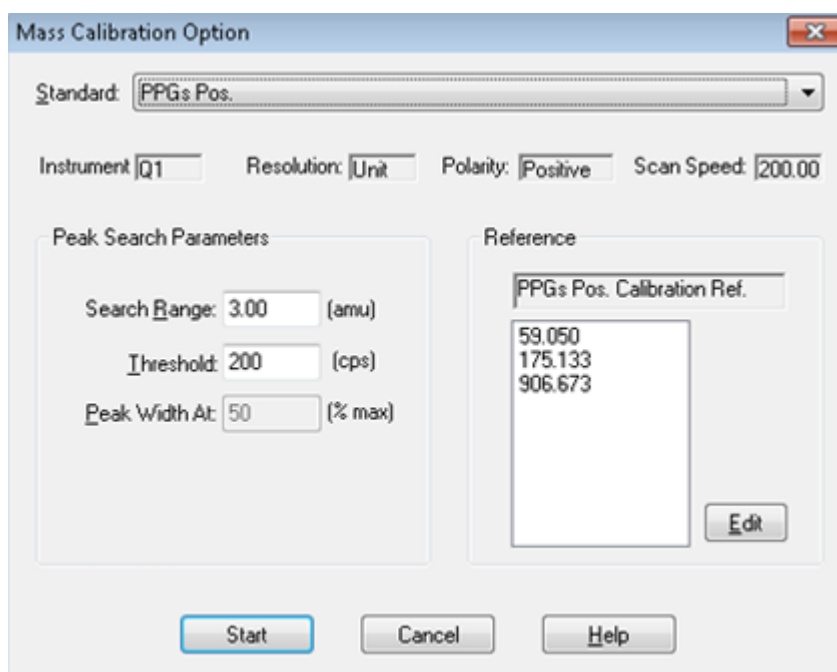 Mass Calibration Option
Standard: PPGs Pos.
Instrument Q1 Resolution: Unit Polarity: Positive Scan Speed: 200.00
Peak Search Parameters
Search Range: 3.00 (amu)
Threshold: 200 (cps)
Peak Width At: 50 (% max)
Reference
PPGs Pos. Calibration Ref.
59.050
175.133
906.673
Edit
Start Cancel Help